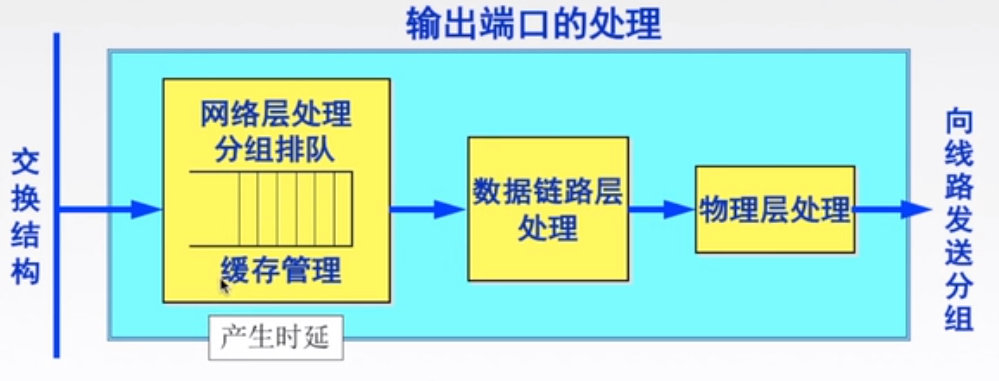 输出端口的处理
交换结构
网络层处理
分组排队
缓存管理
产生时延
数据链路层
处理
物理层处理
向线路发送分组